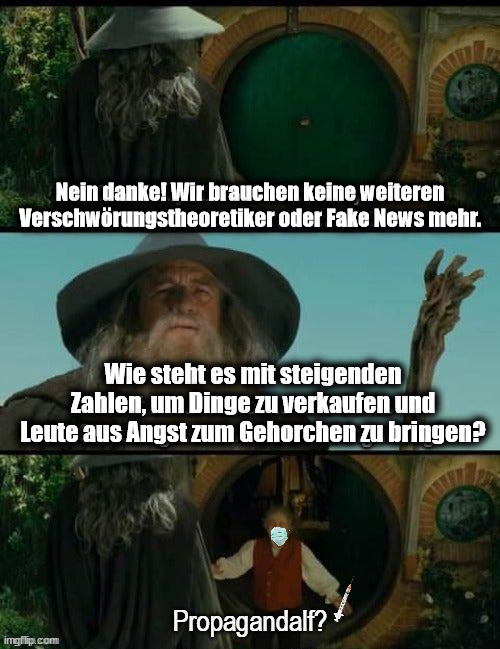 Nein danke! Wir brauchen keine weiteren
Verschwörungstheoretiker oder Fake News mehr.
Wie steht es mit steigenden
Zahlen, um Dinge zu verkaufen und
Leute aus Angst zum Gehorchen zu bringen?
Propagandalf?
imgflip.com